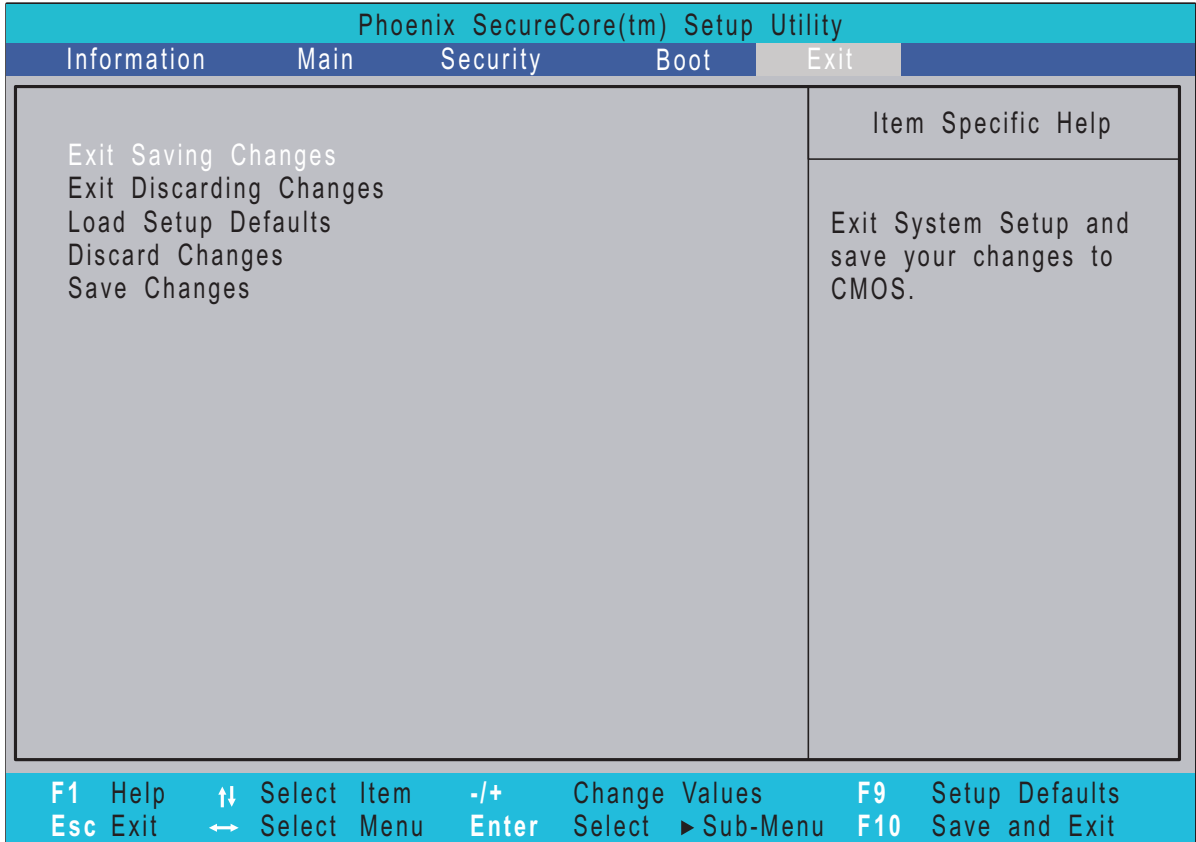 Phoenix SecureCore(tm) Setup Utility
Information Main Security Boot Exit
Exit Saving Changes
Exit Discarding Changes
Load Setup Defaults
Discard Changes
Save Changes
Item Specific Help
Exit System Setup and
save your changes to
CMOS.
F1 Help ↑↓ Select Item -/+ Change Values F9 Setup Defaults
Esc Exit ↔ Select Menu Enter Select ▶ Sub-Menu F10 Save and Exit